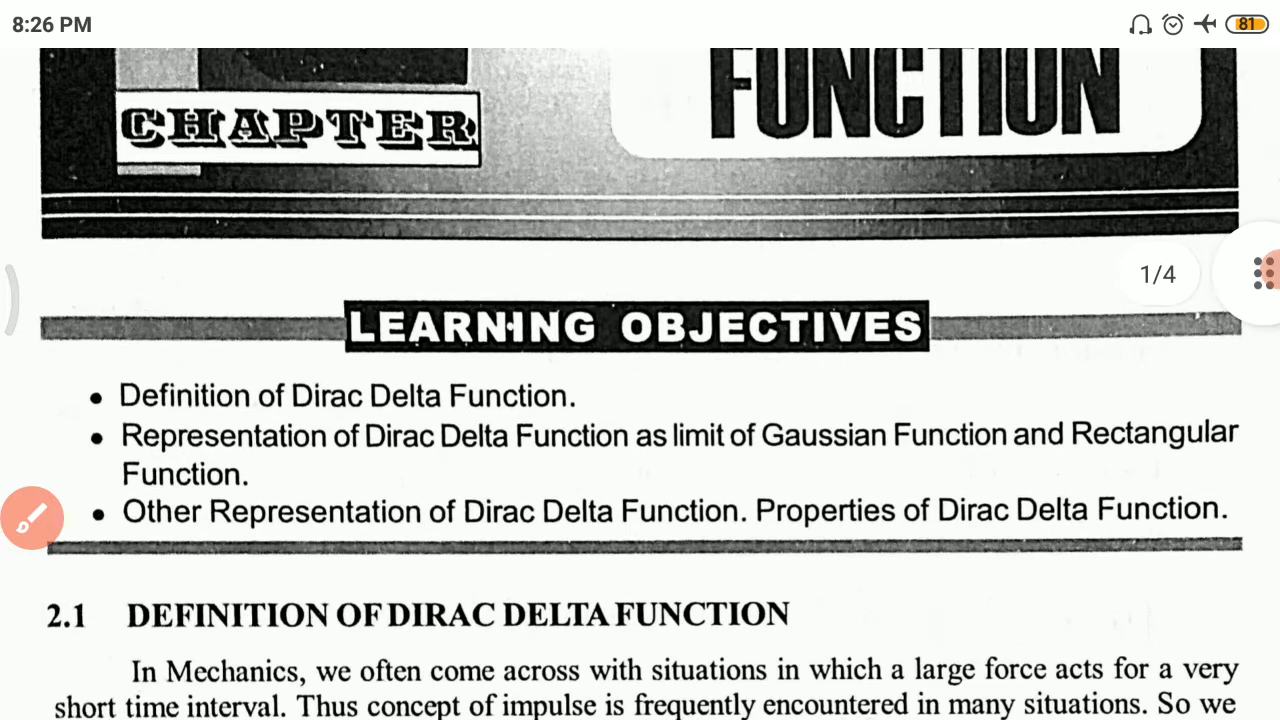 8:26 PM
81
FUNCTION
CHAPTER
1/4
LEARNING OBJECTIVES
• Definition of Dirac Delta Function.
• Representation of Dirac Delta Function as limit of Gaussian Function and Rectangular
Function.
• Other Representation of Dirac Delta Function. Properties of Dirac Delta Function.
2.1 DEFINITION OF DIRAC DELTA FUNCTION
In Mechanics, we often come across with situations in which a large force acts for a very
short time interval. Thus concept of impulse is frequently encountered in many situations. So we